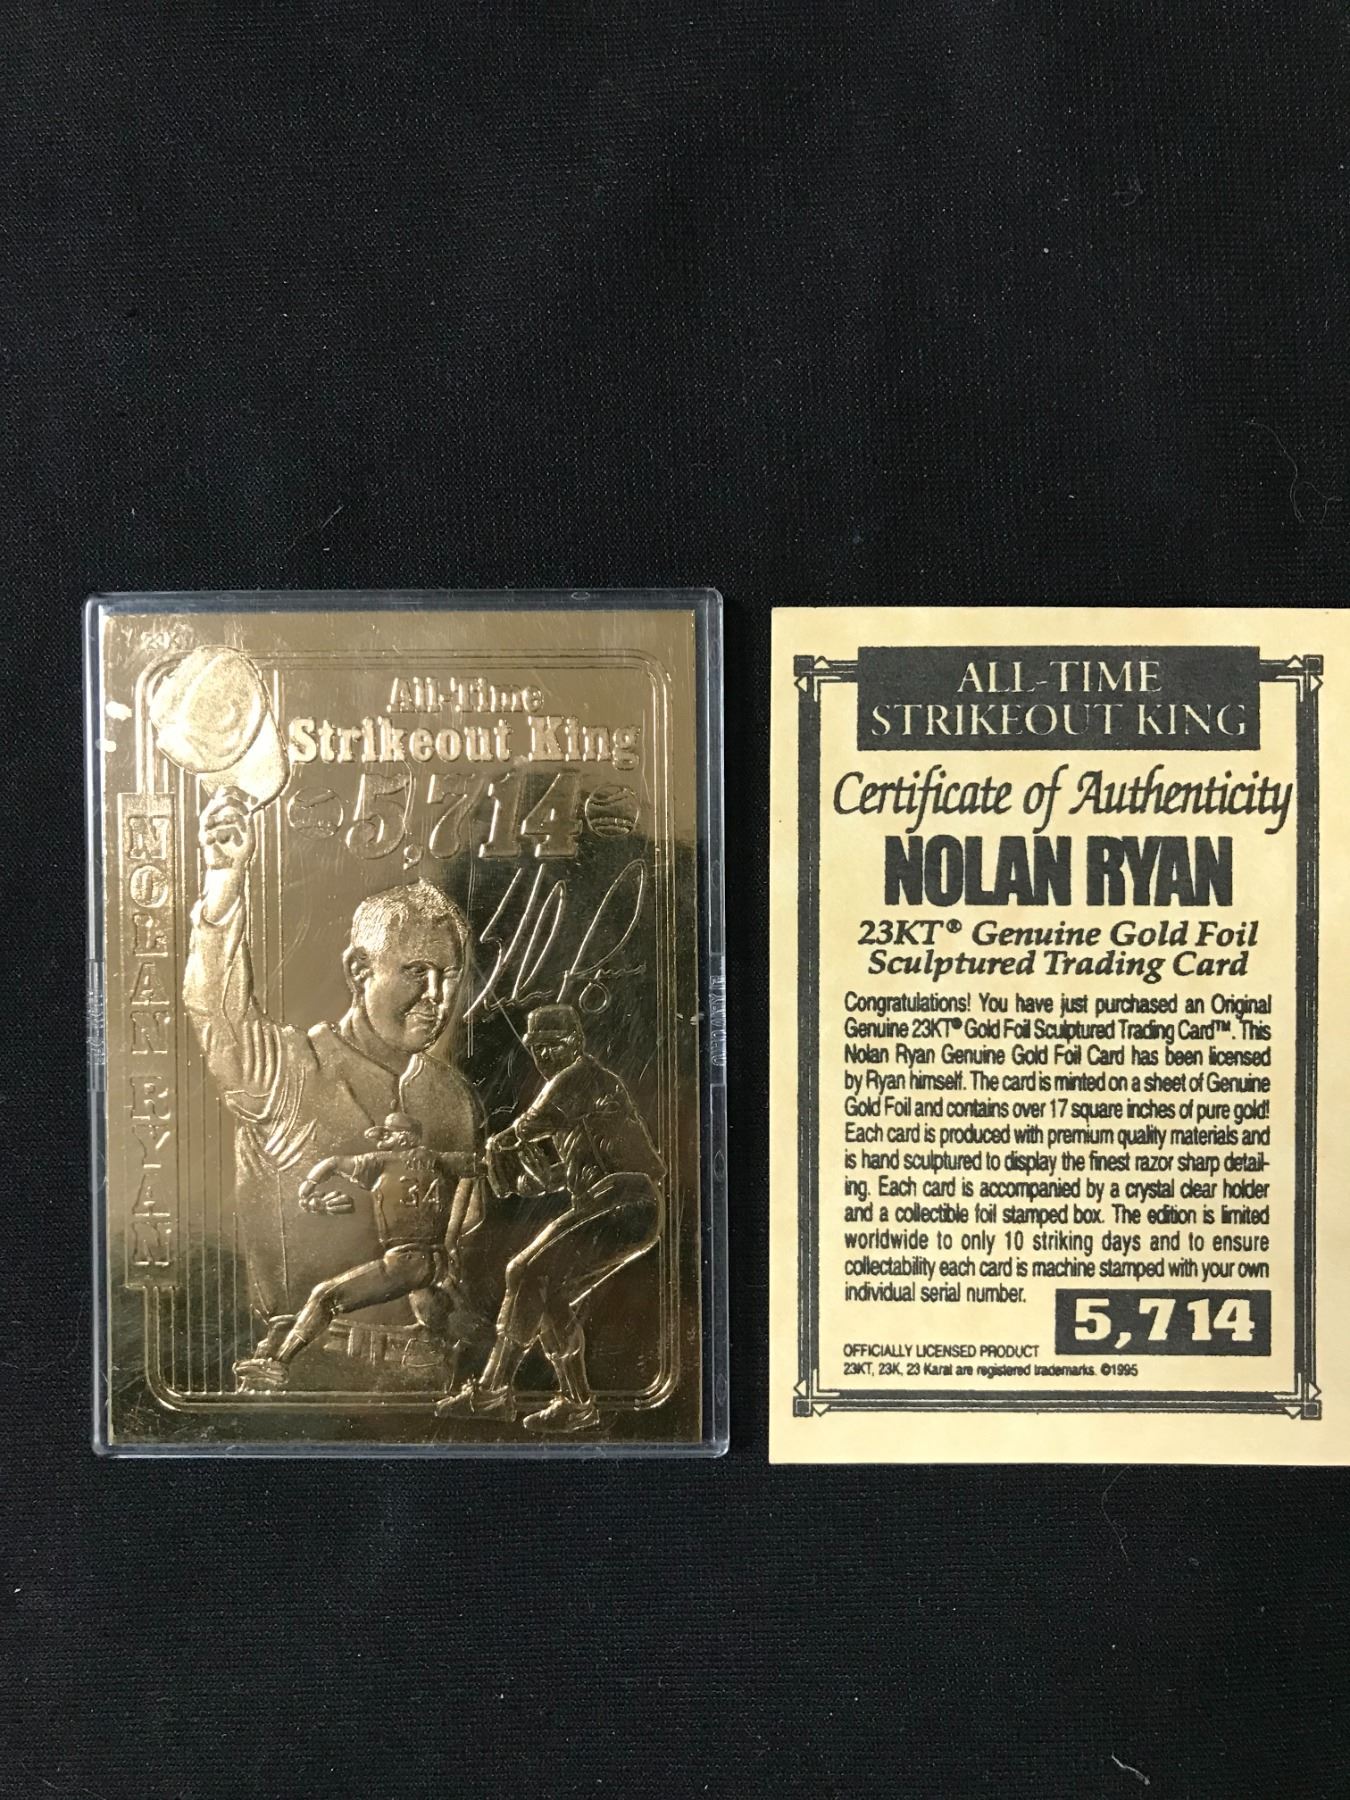 All-Time
Strikeout King
5,714
NOLAN RYAN
34
ALL-TIME
STRIKEOUT KING
Certificate of Authenticity
NOLAN RYAN
23KT® Genuine Gold Foil
Sculptured Trading Card
Congratulations! You have just purchased an Original
Genuine 23KT® Gold Foil Sculptured Trading Card™. This
Nolan Ryan Genuine Gold Foil Card has been licensed
by Ryan himself. The card is minted on a sheet of Genuine
Gold Foil and contains over 17 square inches of pure gold!
Each card is produced with premium quality materials and
is hand sculptured to display the finest razor sharp detail-
ing. Each card is accompanied by a crystal clear holder
and a collectible foil stamped box. The edition is limited
worldwide to only 10 striking days and to ensure
collectability each card is machine stamped with your own
individual serial number.
5,714
OFFICIALLY LICENSED PRODUCT
23KT, 23K, 23 Karat are registered trademarks. ©1995